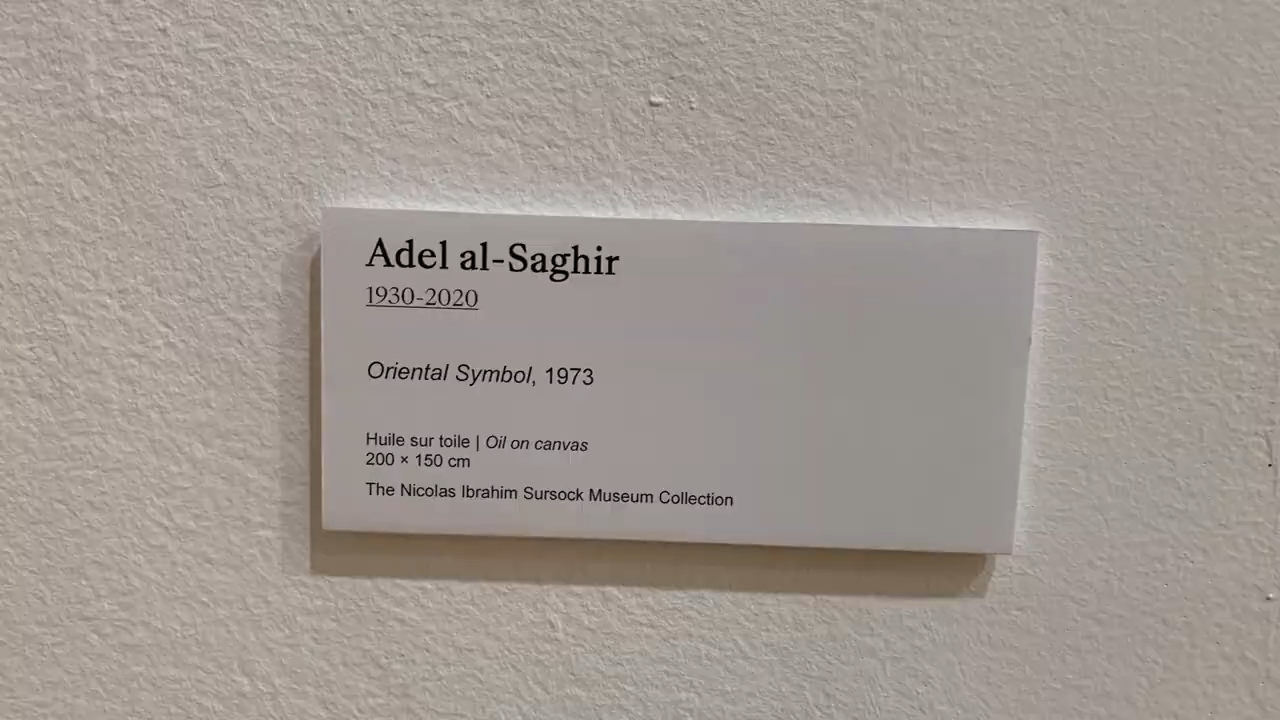 Adel al-Saghir
1930-2020
Oriental Symbol, 1973
Huile sur toile | Oil on canvas
200 × 150 cm
The Nicolas Ibrahim Sursock Museum Collection